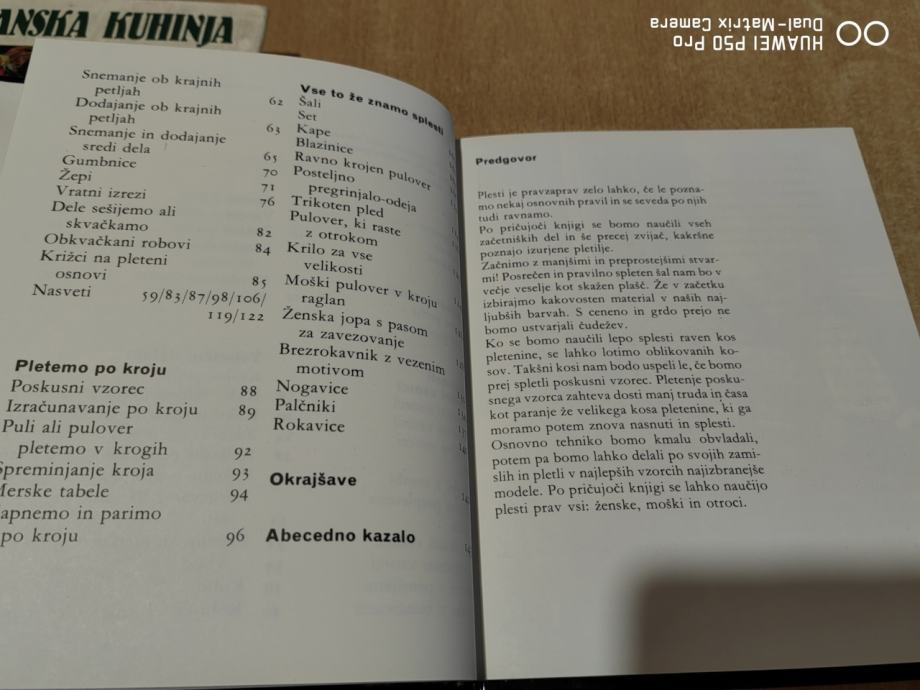 ANSKA KUHINJA
HUAWEI P50 Pro
Dual-Matrix Camera
Snemanje ob krajnih
petljah 62
Dodajanje ob krajnih
petljah 63
Snemanje in dodajanje
sredi dela 65
Gumbnice 70
Žepi 71
Vratni izrezi 76
Dele sešijemo ali
skvačkamo 82
Obkvačkani robovi 84
Križci na pleteni
osnovi 85
Nasveti 59/83/87/98/106/
119/122
Pletemo po kroju
Poskusni vzorec 88
Izračunavanje po kroju 89
Puli ali pulover
pletemo v krogih 92
Spreminjanje kroja 93
Merske tabele 94
apnemo in parimo
po kroju 96
Vse to že znamo splesti
Šali
Set
Kape
Blazinice
Ravno krojen pulover
Posteljno
pregrinjalo-odeja
Trikoten pled
Pulover, ki raste
z otrokom
Krilo za vse
velikosti
Moški pulover v kroju
raglan
Ženska jopa s pasom
za zavezovanje
Brezrokavnik z vezenim
motivom
Nogavice
Palčniki
Rokavice
Okrajšave
Abecedno kazalo
Predgovor
Plesti je pravzaprav zelo lahko, če le pozna-
mo nekaj osnovnih pravil in se seveda po njih
tudi ravnamo.
Po pričujoči knjigi se bomo naučili vseh
začetniških del in še precej zvijač, kakršne
poznajo izurjene pletilje.
Začnimo z manjšimi in preprostejšimi stvar-
mi! Posrečen in pravilno spleten šal nam bo v
večje veselje kot skažen plašč. Že v začetku
izbirajmo kakovosten material v naših naj-
ljubših barvah. S ceneno in grdo prejo ne
bomo ustvarjali čudežev.
Ko se bomo naučili lepo splesti raven kos
pletenine, se lahko lotimo oblikovanih ko-
sov. Takšni kosi nam bodo uspeli le, če bomo
prej spletli poskusni vzorec. Pletenje posku-
snega vzorca zahteva dosti manj truda in časa
kot paranje že velikega kosa pletenine, ki ga
moramo potem znova nasnuti in splesti.
Osnovno tehniko bomo kmalu obvladali,
potem pa bomo lahko delali po svojih zami-
slih in pletli v najlepših vzorcih najizbranejše
modele. Po pričujoči knjigi se lahko naučijo
plesti prav vsi: ženske, moški in otroci.